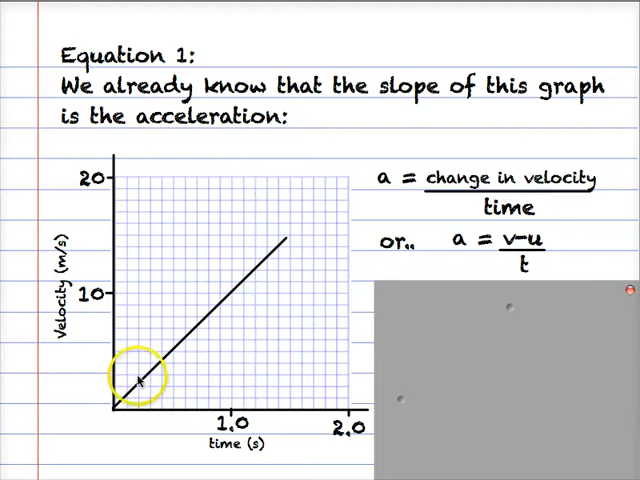 Equation 1:
We already know that the slope of this graph
is the acceleration:
20
10
Velocity (m/s)
1.0
2.0
time (s)
a = change in velocity
time
or.. a = v-u
t